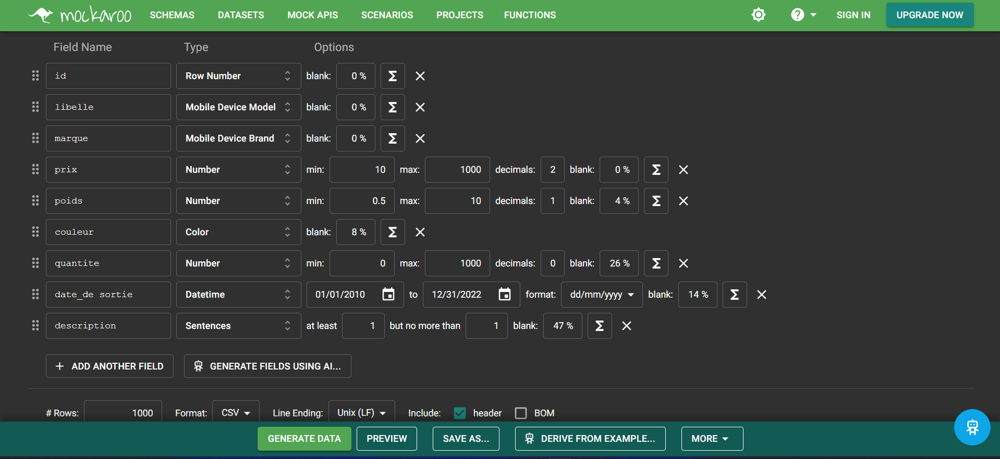 mockaroo SCHEMAS DATASETS MOCK APIS SCENARIOS PROJECTS FUNCTIONS ? SIGN IN UPGRADE NOW
Field Name Type Options
id Row Number blank: 0 % Σ
libelle Mobile Device Model blank: 0 % Σ
marque Mobile Device Brand blank: 0 % Σ
prix Number min: 10 max: 1000 decimals: 2 blank: 0 % Σ
poids Number min: 0.5 max: 10 decimals: 1 blank: 4 % Σ
couleur Color blank: 8 % Σ
quantite Number min: 0 max: 1000 decimals: 0 blank: 26 % Σ
date_de sortie Datetime 01/01/2010 to 12/31/2022 format: dd/mm/yyyy blank: 14 % Σ
description Sentences at least 1 but no more than 1 blank: 47 % Σ
+ ADD ANOTHER FIELD GENERATE FIELDS USING AI...
# Rows: 1000 Format: CSV Line Ending: Unix (LF) Include: header BOM
GENERATE DATA PREVIEW SAVE AS... DERIVE FROM EXAMPLE... MORE